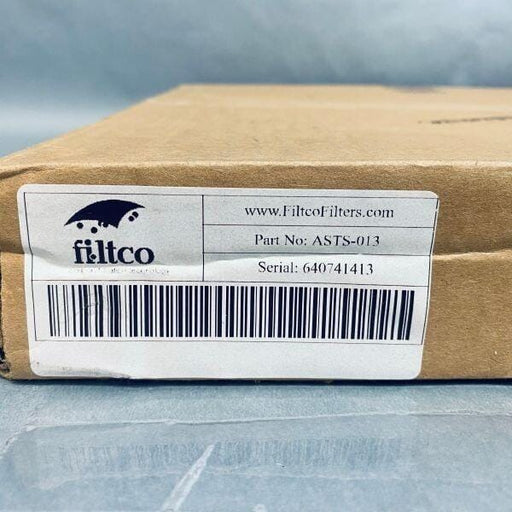 filtco
www.FiltcoFilters.com
Part No: ASTS-013
Serial: 640741413